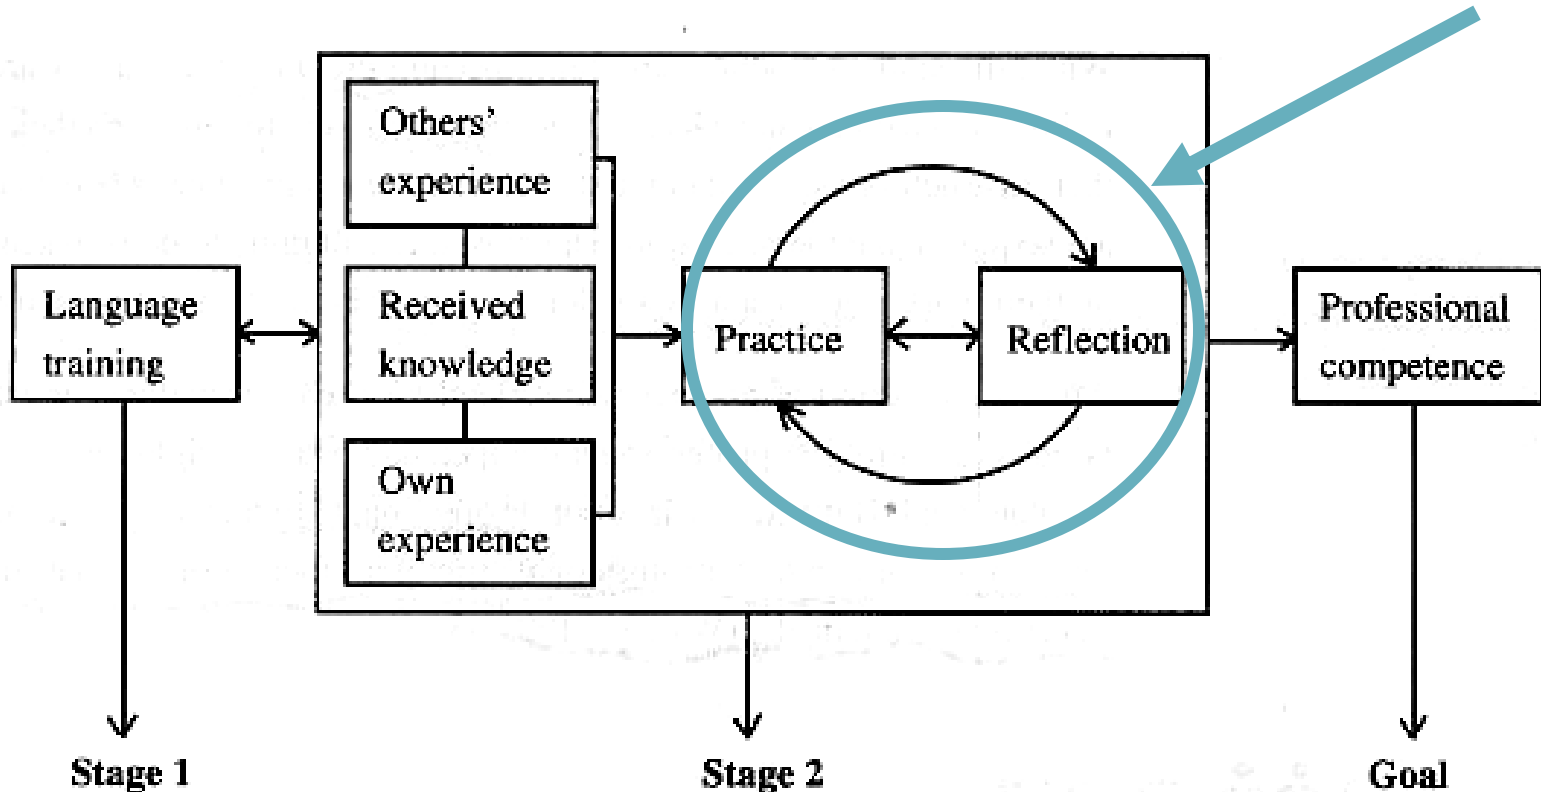 Others'
experience
Language
training
Received
knowledge
Own
experience
Practice
Reflection
Professional
competence
Stage 1
Stage 2
Goal